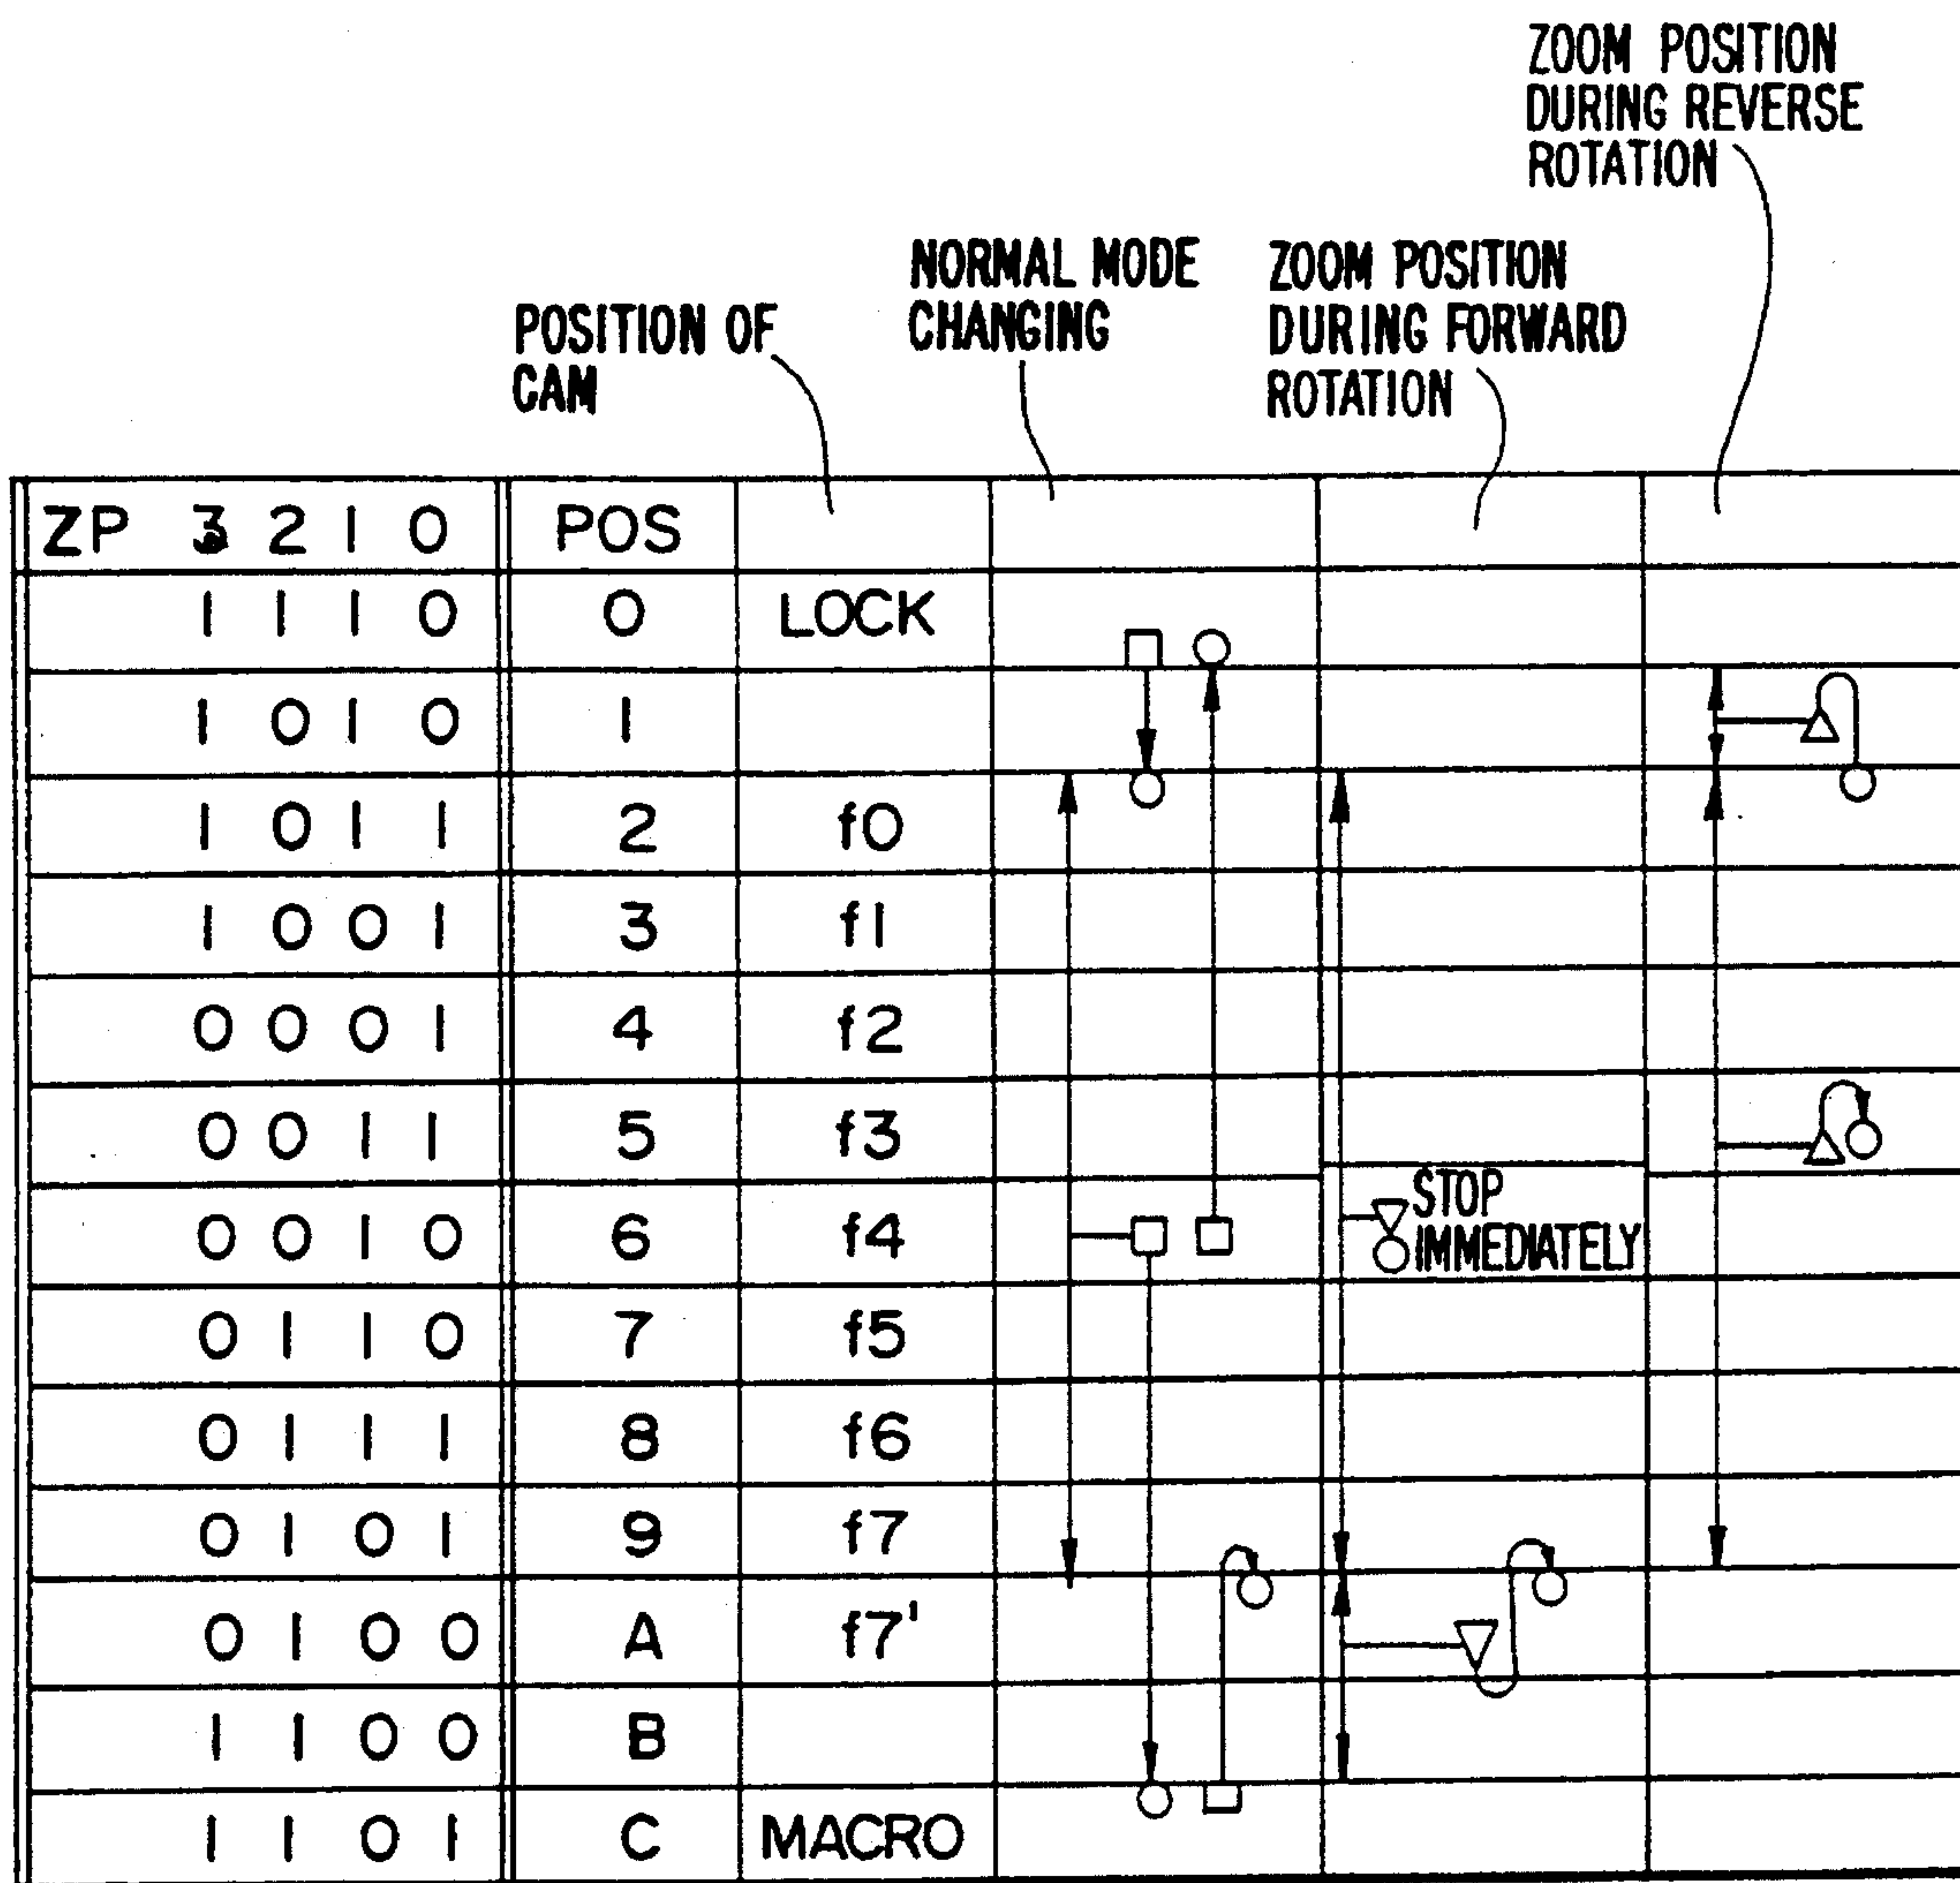 ZOOM POSITION
DURING REVERSE
ROTATION
NORMAL MODE
CHANGING
ZOOM POSITION
DURING FORWARD
ROTATION
POSITION OF
CAM
ZP 3 2 1 0 POS
1 1 1 0 0 LOCK
1 0 1 0 1
1 0 1 1 2 f0
1 0 0 1 3 f1
0 0 0 1 4 f2
0 0 1 1 5 f3
0 0 1 0 6 f4 STOP
IMMEDIATELY
0 1 1 0 7 f5
0 1 1 1 8 f6
0 1 0 1 9 f7
0 1 0 0 A f7'
1 1 0 0 B
1 1 0 1 C MACRO